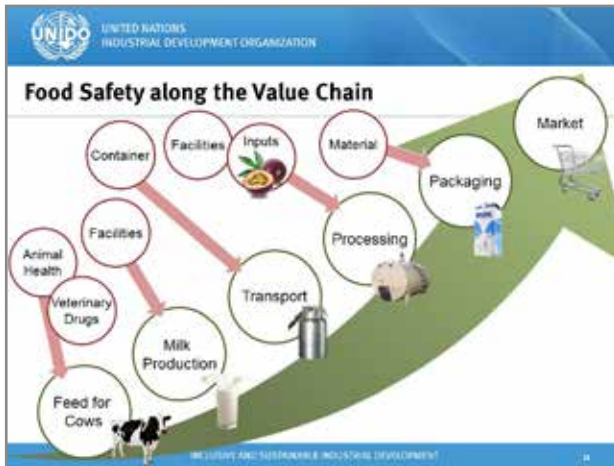 UNIDO
UNITED NATIONS
INDUSTRIAL DEVELOPMENT ORGANIZATION
Food Safety along the Value Chain
Market
Container
Facilities
Inputs
Material
Packaging
Facilities
Processing
Animal
Health
Veterinary
Drugs
Transport
Milk
Production
Feed for
Cows
INCLUSIVE AND SUSTAINABLE INDUSTRIAL DEVELOPMENT